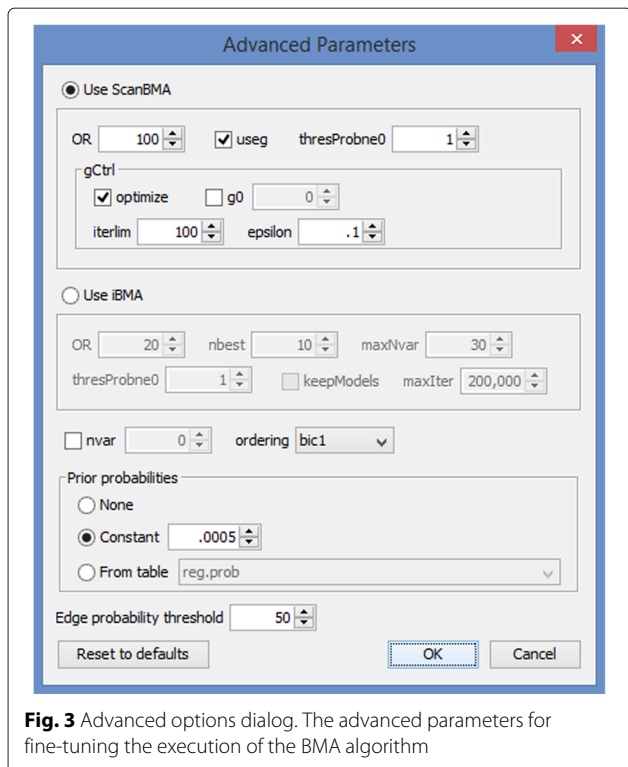 Advanced Parameters
Use ScanBMA
OR 100 useg thresProbne0 1
gCtrl
optimize g0 0
iterlim 100 epsilon .1
Use iBMA
OR 20 nbest 10 maxNvar 30
thresProbne0 1 keepModels maxIter 200,000
nvar 0 ordering bic1
Prior probabilities
None
Constant .0005
From table reg.prob
Edge probability threshold 50
Reset to defaults OK Cancel
Fig. 3 Advanced options dialog. The advanced parameters for
fine-tuning the execution of the BMA algorithm